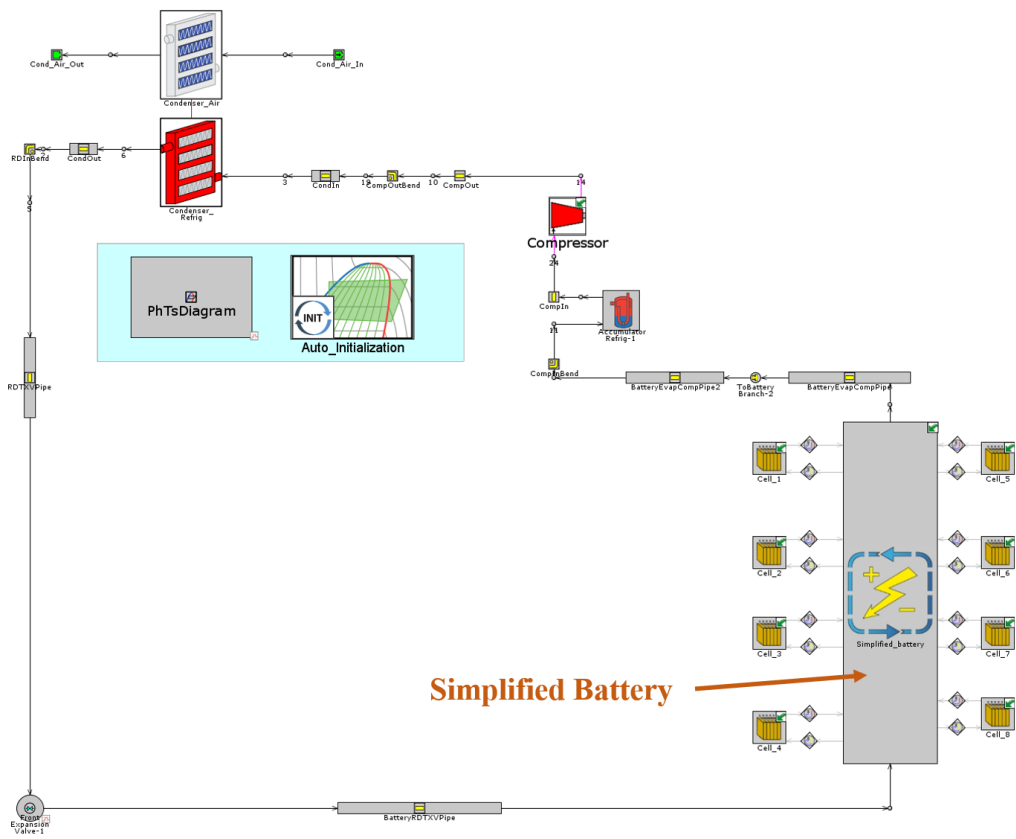 Cond_Air_Out
Cond_Air_In
Condenser_Air
RDInBend
2
CondOut
6
Condenser_
Refrig
3
CondIn
19
CompOutBend
10
CompOut
14
5
Compressor
24
PhTsDiagram
INIT
Auto_Initialization
CompIn
Accumulator
Refrig-1
11
CompInBend
RDTXVPipe
BatteryEvapCompPipe2
ToBattery
Branch-2
BatteryEvapCompPipe
Cell_1
Cell_5
Cell_2
Cell_6
Cell_3
Simplified_battery
Cell_7
Simplified Battery
Cell_4
Cell_8
Front
Expansion
Valve-1
BatteryRDTXVPipe